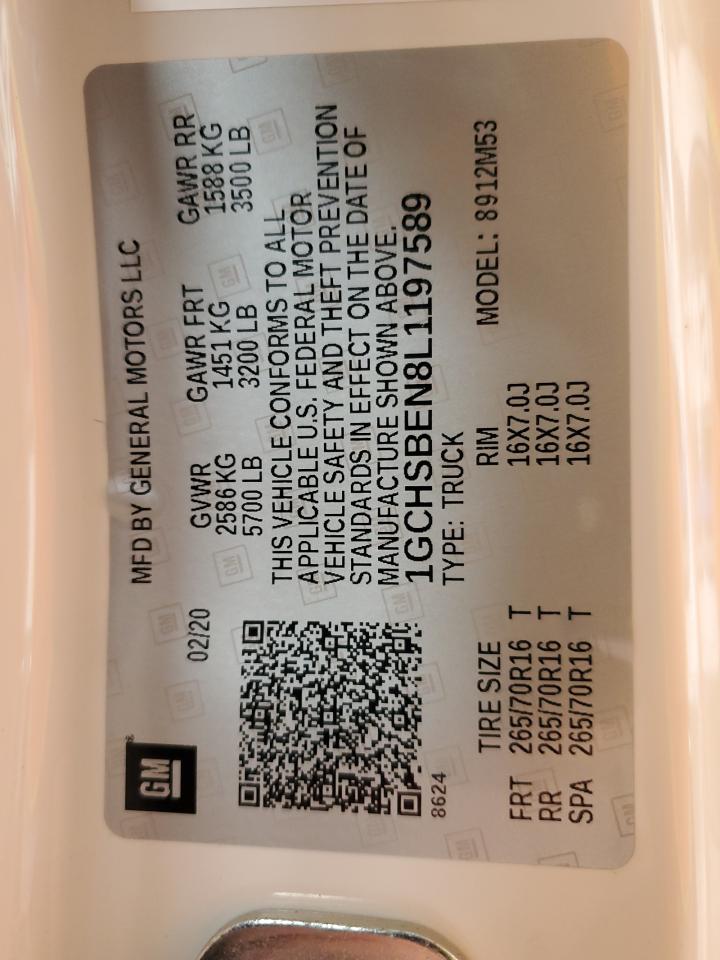 GM
MFD BY GENERAL MOTORS LLC
02/20
GVWR GAWR FRT GAWR RR
2586 KG 1451 KG 1588 KG
5700 LB 3200 LB 3500 LB
THIS VEHICLE CONFORMS TO ALL
APPLICABLE U.S. FEDERAL MOTOR
VEHICLE SAFETY AND THEFT PREVENTION
STANDARDS IN EFFECT ON THE DATE OF
MANUFACTURE SHOWN ABOVE.
1GCHSBEN8L1197589
8624
TYPE: TRUCK
TIRE SIZE RIM MODEL: 8912M53
FRT 265/70R16 T 16X7.0J
RR 265/70R16 T 16X7.0J
SPA 265/70R16 T 16X7.0J